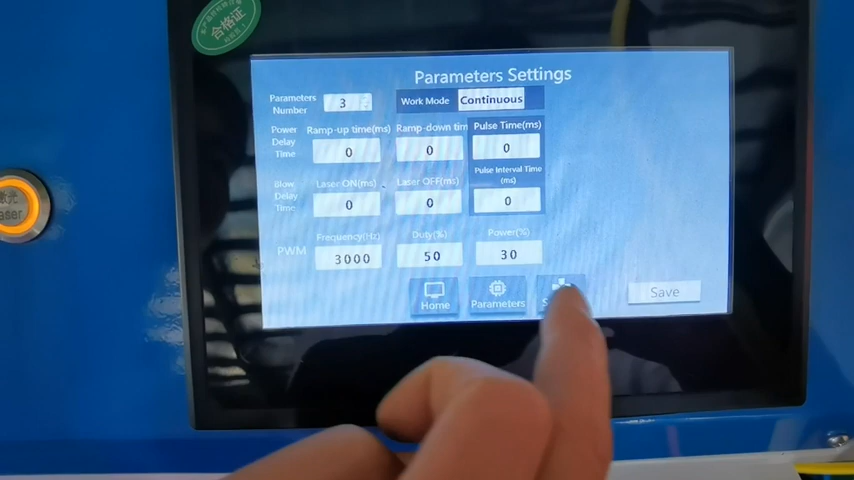 合格证
Parameters Settings
Parameters
Number
3
Work Mode
Continuous
Power
Delay
Time
Ramp-up time(ms)
0
Ramp-down tim
0
Pulse Time(ms)
0
Blow
Delay
Time
Laser ON(ms)
0
Laser OFF(ms)
0
Pulse Interval Time
(ms)
0
PWM
Frequency(Hz)
3000
Duty(%)
50
Power(%)
30
Home
Parameters
Save
aser